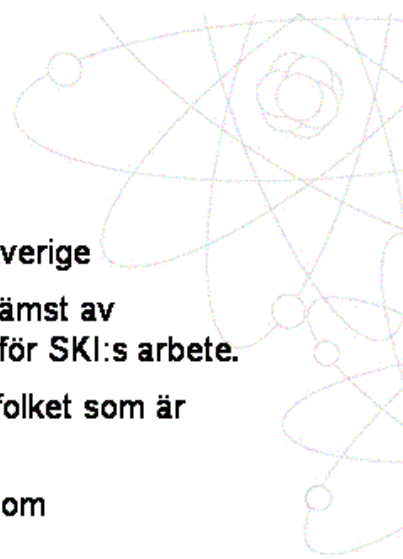 verige
ämst av
för SKI:s arbete.
folket som är
om